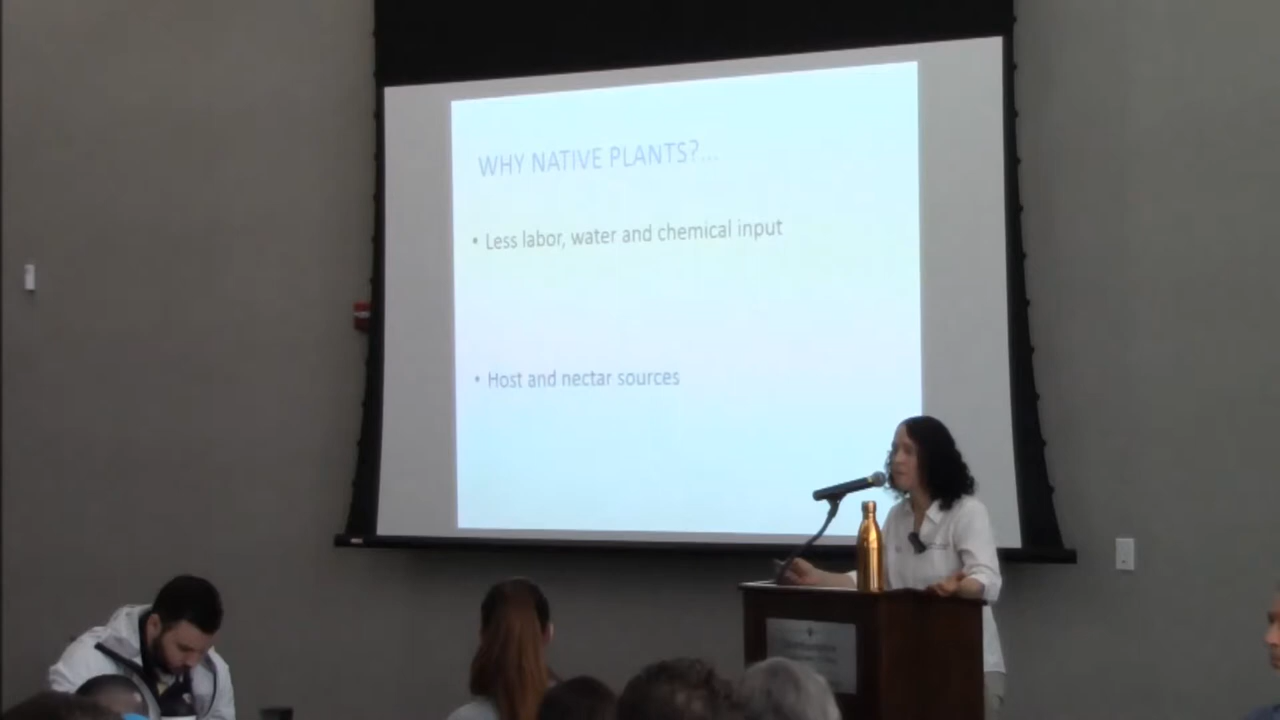 WHY NATIVE PLANTS?...
• Less labor, water and chemical input
• Host and nectar sources